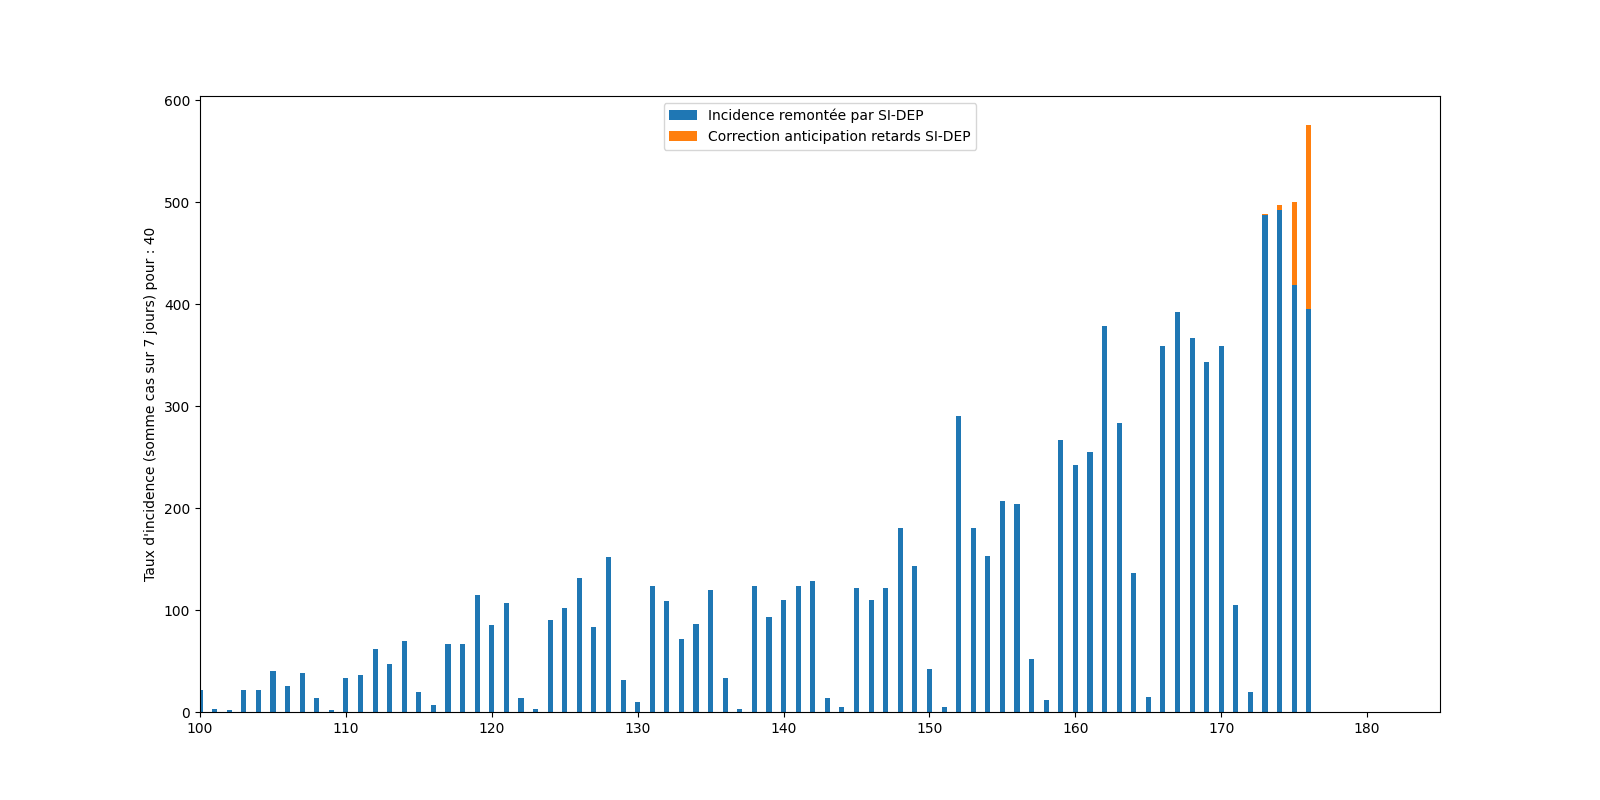 600
500
400
300
200
100
0
Taux d'incidence (somme cas sur 7 jours) pour : 40
Incidence remontée par SI-DEP
Correction anticipation retards SI-DEP
100 110 120 130 140 150 160 170 180